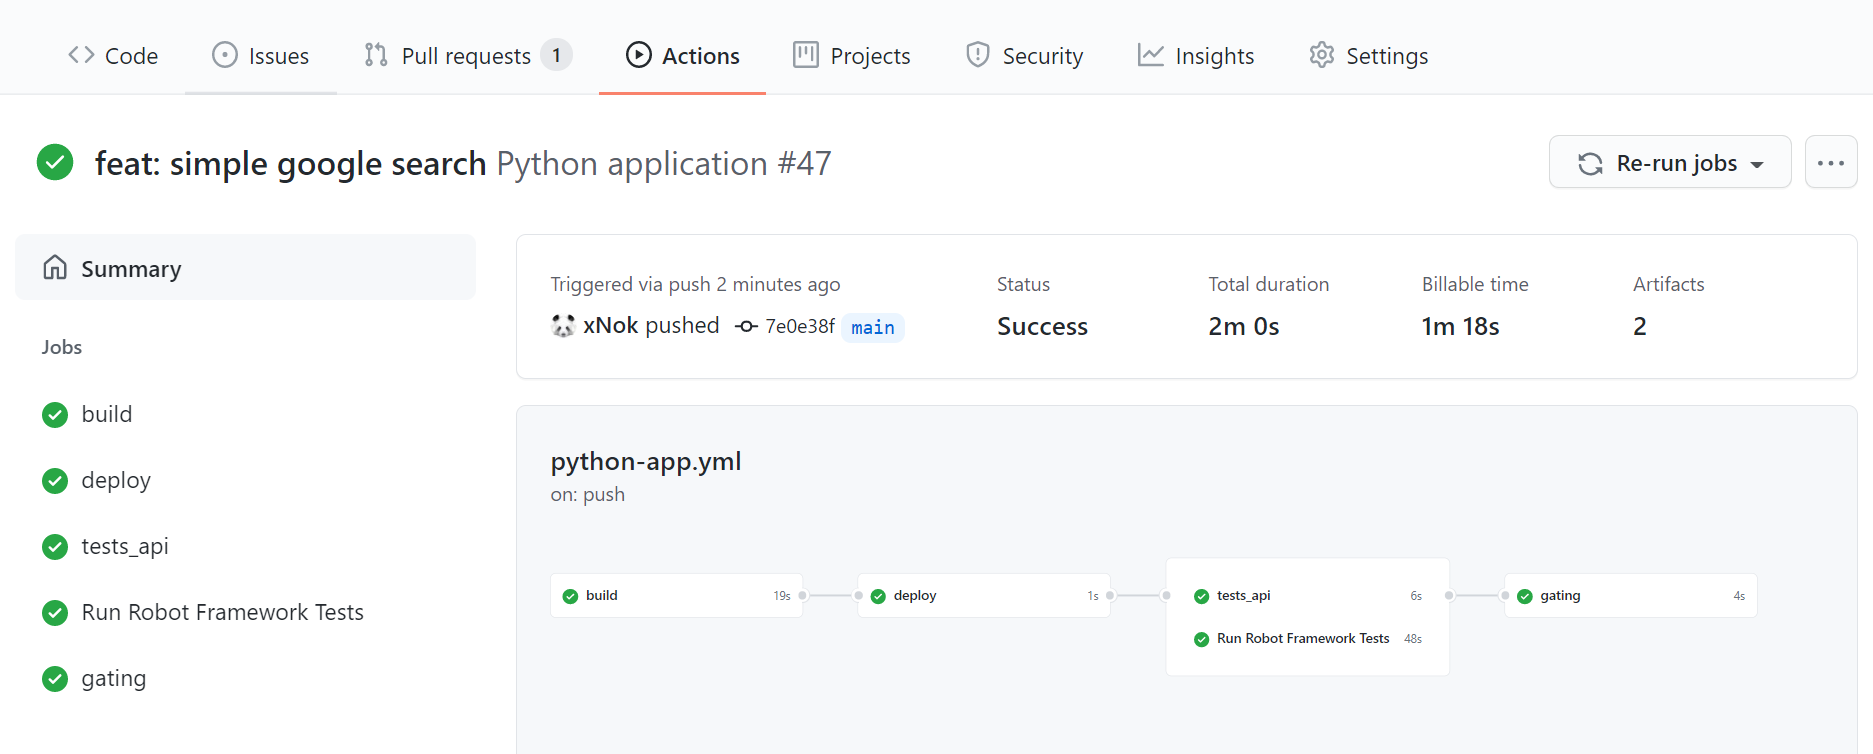 Code Issues Pull requests 1 Actions Projects Security Insights Settings
feat: simple google search Python application #47
Re-run jobs
Summary
Jobs
build
deploy
tests_api
Run Robot Framework Tests
gating
Triggered via push 2 minutes ago
xNok pushed 7e0e38f main
Status
Success
Total duration
2m 0s
Billable time
1m 18s
Artifacts
2
python-app.yml
on: push
build 19s
deploy 1s
tests_api 6s
Run Robot Framework Tests 48s
gating 4s